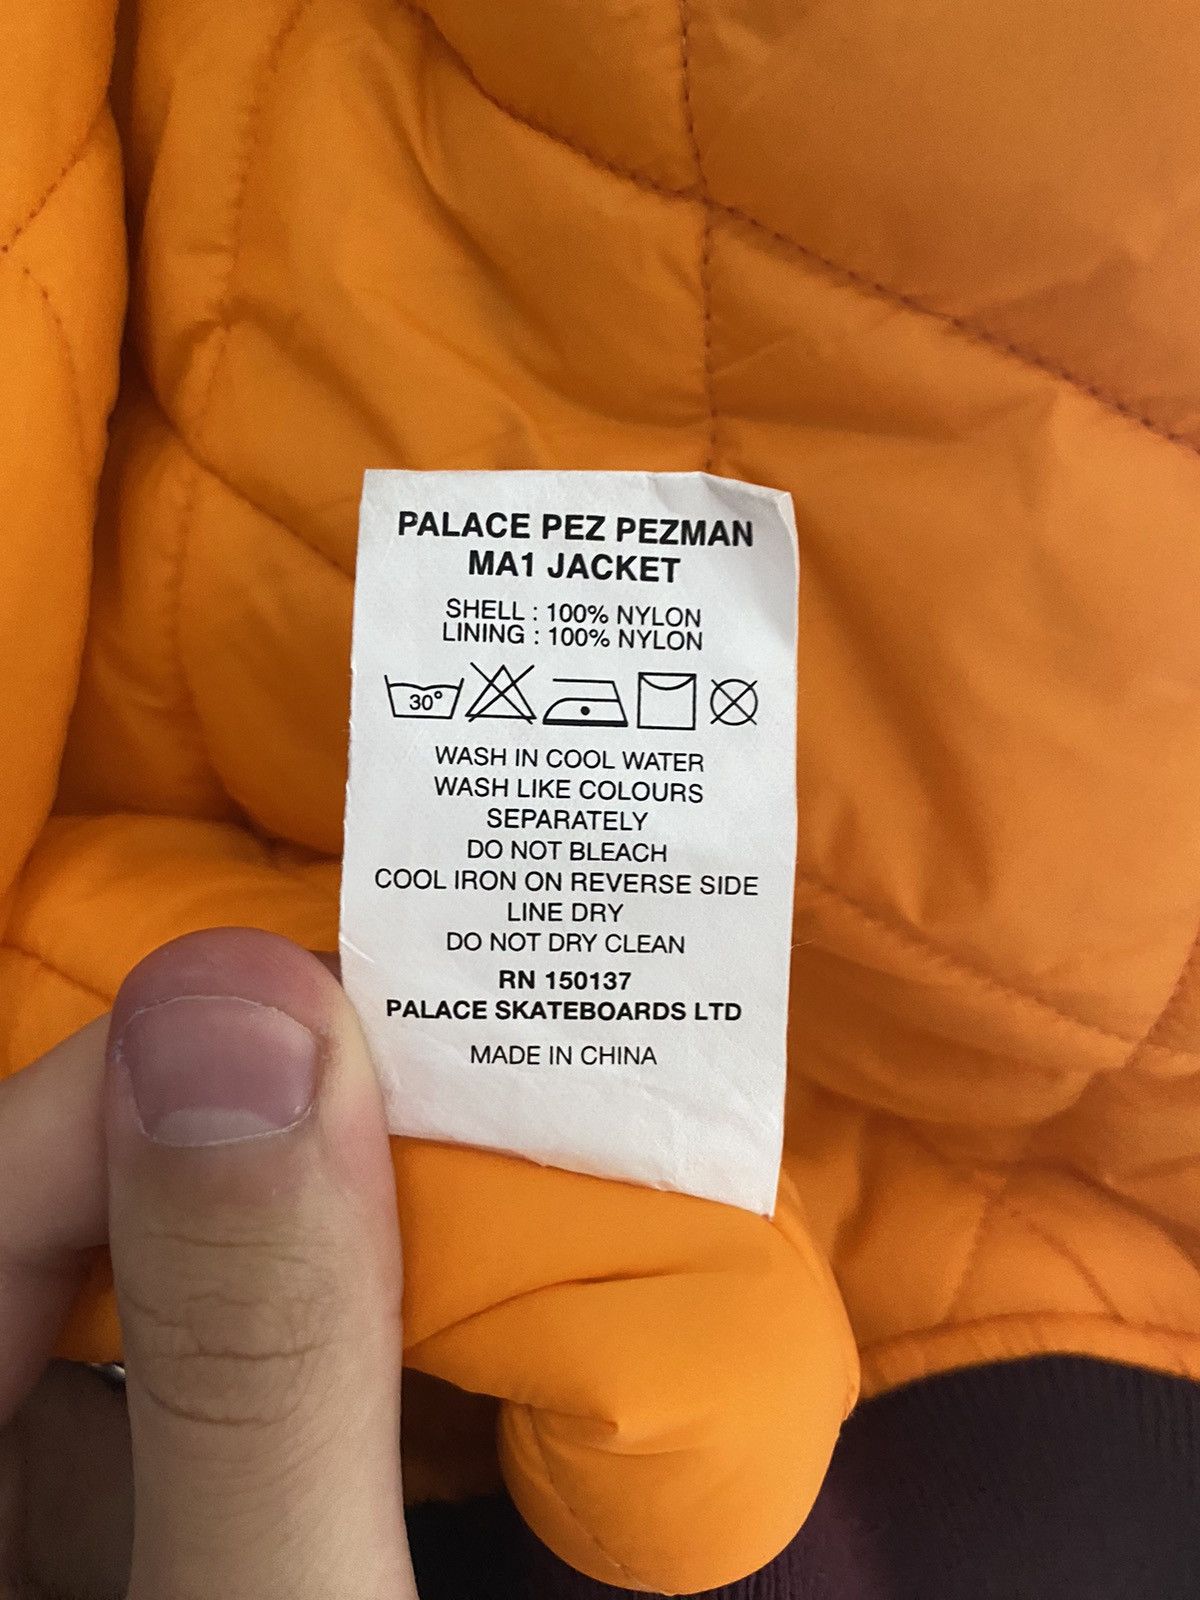 PALACE PEZ PEZMAN
MA1 JACKET
SHELL : 100% NYLON
LINING : 100% NYLON
30°
WASH IN COOL WATER
WASH LIKE COLOURS
SEPARATELY
DO NOT BLEACH
COOL IRON ON REVERSE SIDE
LINE DRY
DO NOT DRY CLEAN
RN 150137
PALACE SKATEBOARDS LTD
MADE IN CHINA